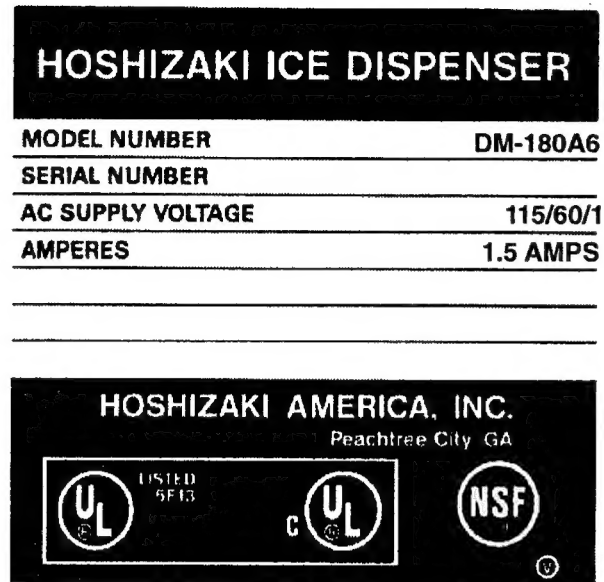 HOSHIZAKI ICE DISPENSER
MODEL NUMBER DM-180A6
SERIAL NUMBER
AC SUPPLY VOLTAGE 115/60/1
AMPERES 1.5 AMPS
HOSHIZAKI AMERICA, INC.
Peachtree City GA
UL LISTED
5F43
C UL
NSF
V